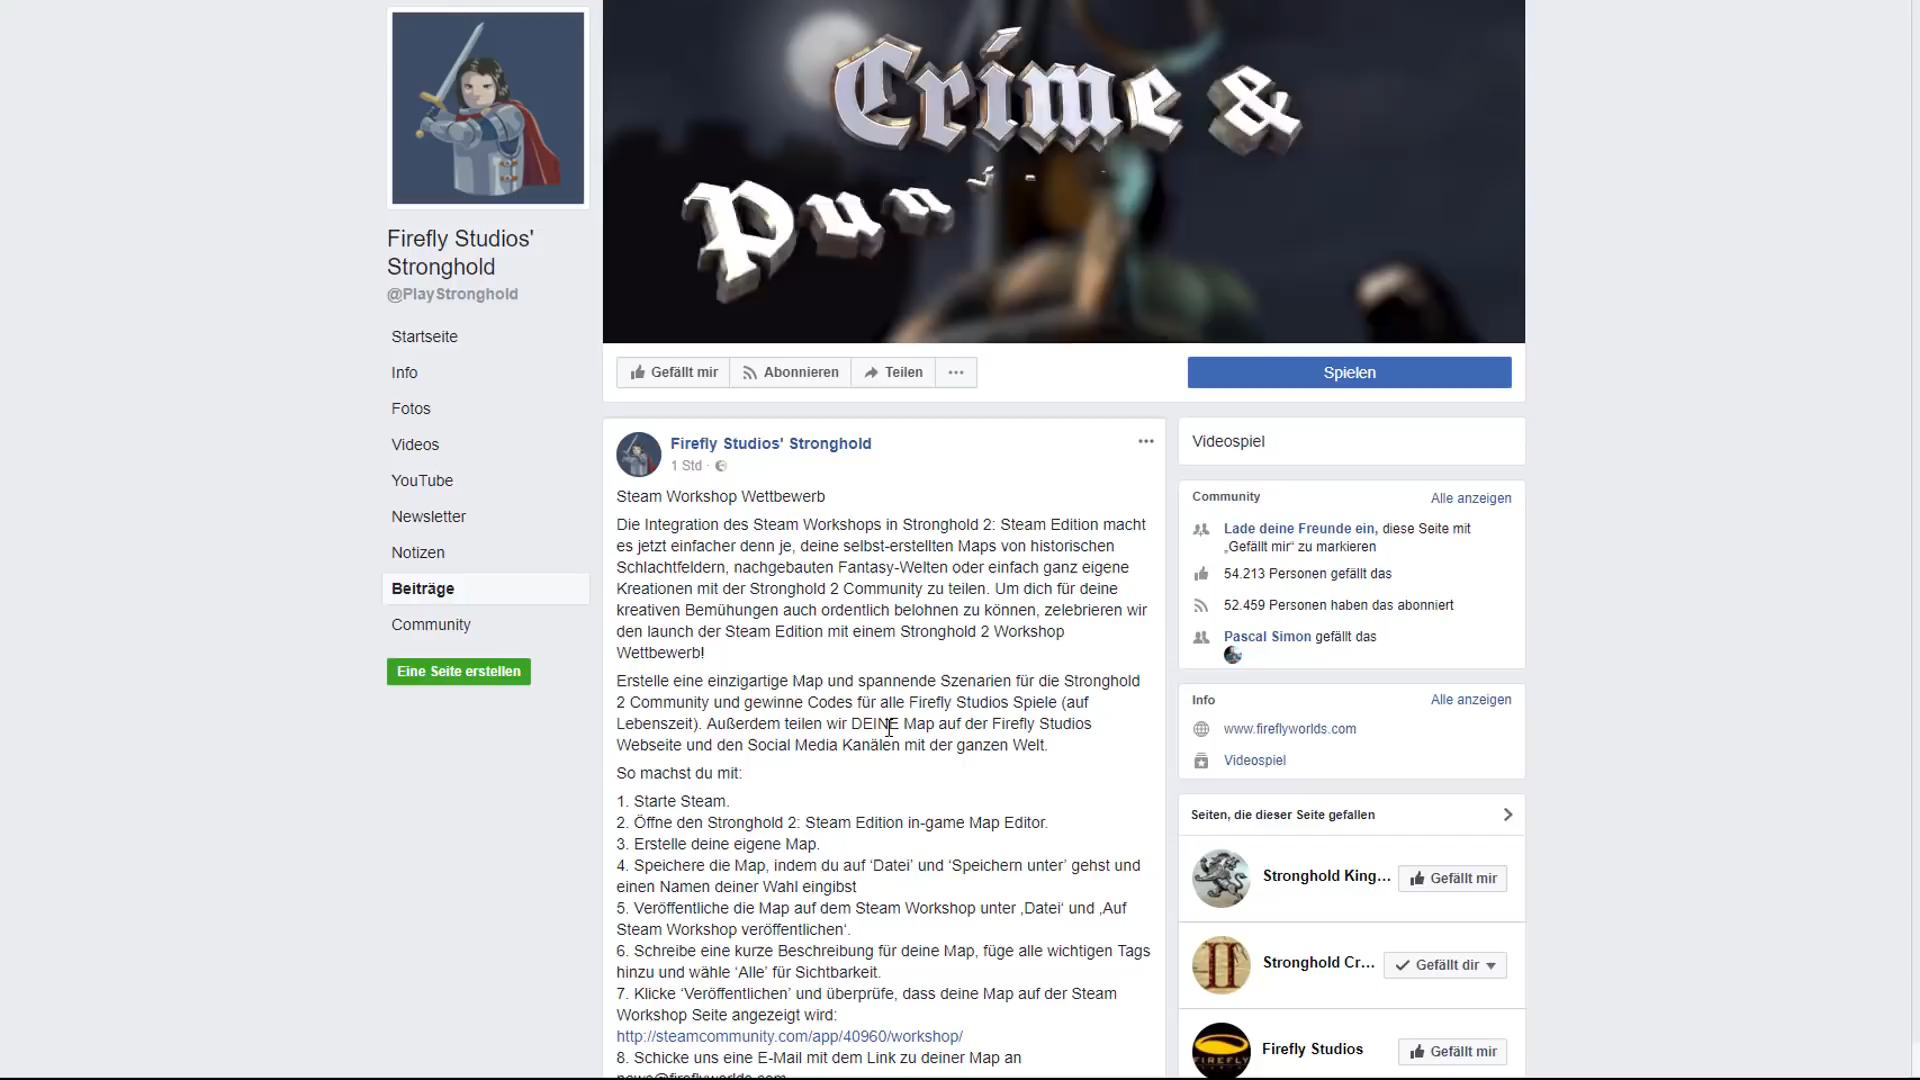 Crime &
Pun
Firefly Studios'
Stronghold
@PlayStronghold
Startseite
Info
Fotos
Videos
YouTube
Newsletter
Notizen
Beiträge
Community
Eine Seite erstellen
Gefällt mir
Abonnieren
Teilen
Spielen
Firefly Studios' Stronghold
1 Std ·
Steam Workshop Wettbewerb
Die Integration des Steam Workshops in Stronghold 2: Steam Edition macht
es jetzt einfacher denn je, deine selbst-erstellten Maps von historischen
Schlachtfeldern, nachgebauten Fantasy-Welten oder einfach ganz eigene
Kreationen mit der Stronghold 2 Community zu teilen. Um dich für deine
kreativen Bemühungen auch ordentlich belohnen zu können, zelebrieren wir
den launch der Steam Edition mit einem Stronghold 2 Workshop
Wettbewerb!
Erstelle eine einzigartige Map und spannende Szenarien für die Stronghold
2 Community und gewinne Codes für alle Firefly Studios Spiele (auf
Lebenszeit). Außerdem teilen wir DEINE Map auf der Firefly Studios
Webseite und den Social Media Kanälen mit der ganzen Welt.
So machst du mit:
1. Starte Steam.
2. Öffne den Stronghold 2: Steam Edition in-game Map Editor.
3. Erstelle deine eigene Map.
4. Speichere die Map, indem du auf ‘Datei’ und ‘Speichern unter’ gehst und
einen Namen deiner Wahl eingibst
5. Veröffentliche die Map auf dem Steam Workshop unter ‚Datei‘ und ‚Auf
Steam Workshop veröffentlichen‘.
6. Schreibe eine kurze Beschreibung für deine Map, füge alle wichtigen Tags
hinzu und wähle ‘Alle’ für Sichtbarkeit.
7. Klicke ‘Veröffentlichen’ und überprüfe, dass deine Map auf der Steam
Workshop Seite angezeigt wird:
http://steamcommunity.com/app/40960/workshop/
8. Schicke uns eine E-Mail mit dem Link zu deiner Map an
news@fireflyworlds.com
Videospiel
Community
Alle anzeigen
Lade deine Freunde ein, diese Seite mit
„Gefällt mir“ zu markieren
54.213 Personen gefällt das
52.459 Personen haben das abonniert
Pascal Simon gefällt das
Info
Alle anzeigen
www.fireflyworlds.com
Videospiel
Seiten, die dieser Seite gefallen
Stronghold King...
Gefällt mir
Stronghold Cr...
Gefällt dir
FIREFLY
Firefly Studios
Gefällt mir